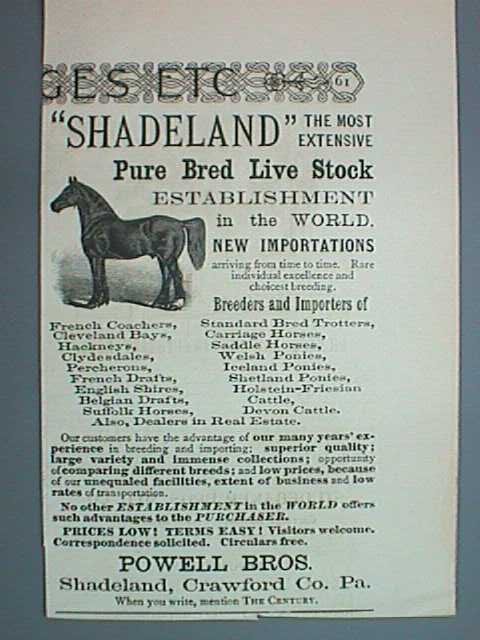 GES ETC
61
"SHADELAND" THE MOST
EXTENSIVE
Pure Bred Live Stock
ESTABLISHMENT
in the WORLD.
NEW IMPORTATIONS
arriving from time to time. Rare
individual excellence and
choicest breeding.
Breeders and Importers of
French Coachers,
Cleveland Bays,
Hackneys,
Clydesdales,
Percherons,
French Drafts,
English Shires,
Belgian Drafts,
Suffolk Horses,
Standard Bred Trotters,
Carriage Horses,
Saddle Horses,
Welsh Ponies,
Iceland Ponies,
Shetland Ponies,
Holstein-Friesian
Cattle,
Devon Cattle.
Also, Dealers in Real Estate.
Our customers have the advantage of our many years' ex-
perience in breeding and importing; superior quality;
large variety and immense collections; opportunity
of comparing different breeds; and low prices, because
of our unequaled facilities, extent of business and low
rates of transportation.
No other ESTABLISHMENT in the WORLD offers
such advantages to the PURCHASER.
PRICES LOW! TERMS EASY! Visitors welcome.
Correspondence solicited. Circulars free.
POWELL BROS.
Shadeland, Crawford Co. Pa.
When you write, mention THE CENTURY.